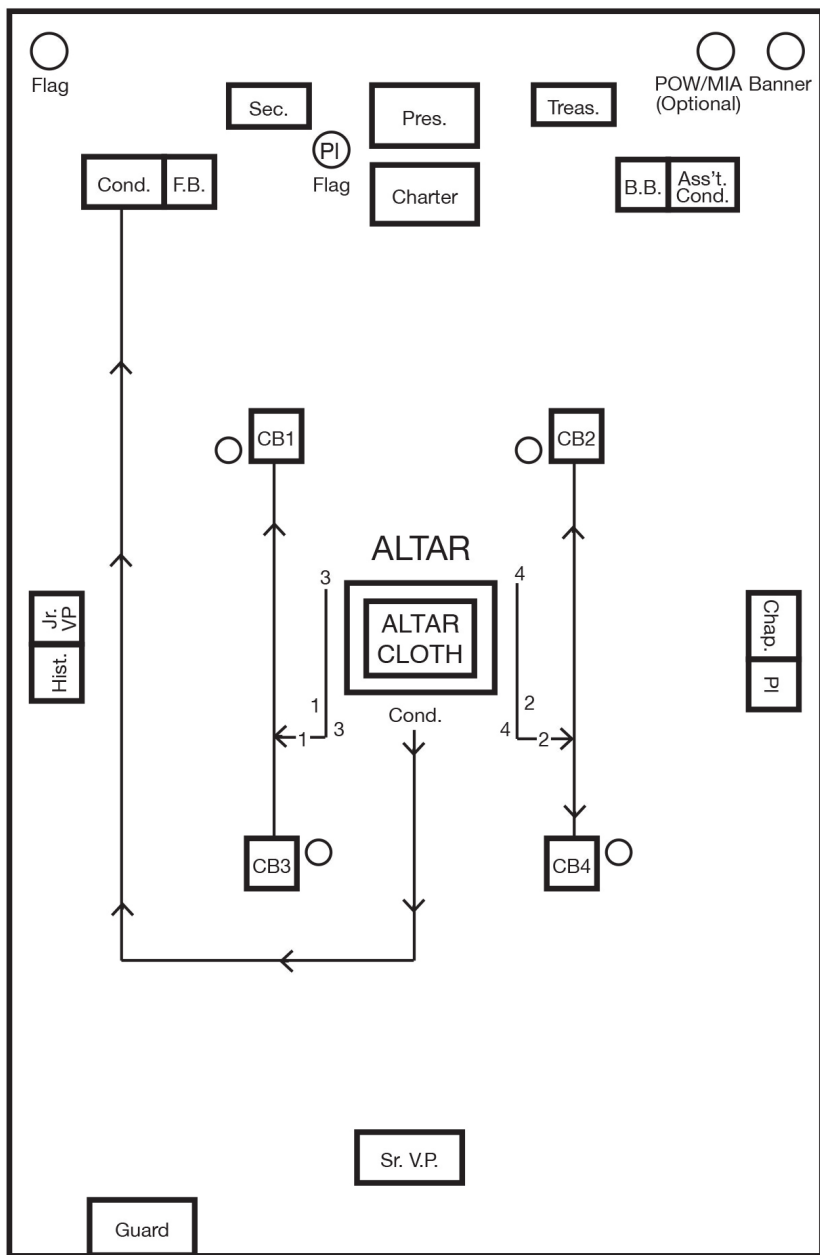 Flag
POW/MIA
(Optional)
Banner
Sec.
Pres.
Treas.
PI
Flag
Cond.
F.B.
Charter
B.B.
Ass't.
Cond.
CB1
CB2
ALTAR
3
4
ALTAR
CLOTH
Jr.
VP
Hist.
Chap.
PI
1
2
Cond.
3
4
1
2
CB3
CB4
Sr. V.P.
Guard